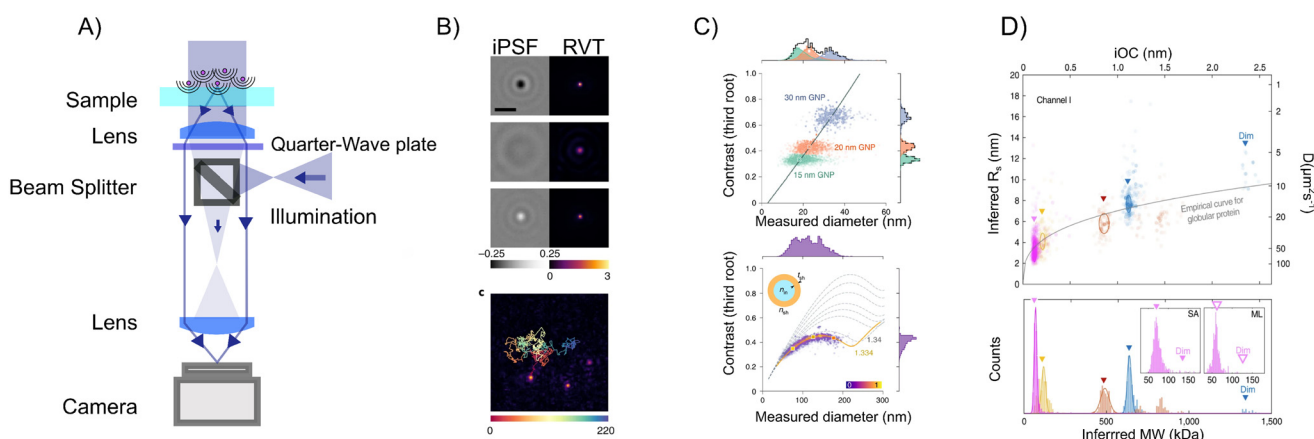 A)
Sample
Lens
Quarter-Wave plate
Beam Splitter
Illumination
Lens
Camera
B)
iPSF RVT
−0.25 0.25
0 3
c
0 220
C)
Contrast (third root)
1.0
0.8
0.6
0.4
0.2
0
30 nm GNP
20 nm GNP
15 nm GNP
0 20 40 60
Measured diameter (nm)
Contrast (third root)
1.0
0.8
0.6
0.4
0.2
0
tsh
nin
nsh
1.34
1.334
0 1
0 100 200 300
Measured diameter (nm)
D)
iOC (nm)
0 0.5 1 1.5 2 2.5
Inferred Rs (nm)
20
18
16
14
12
10
8
6
4
2
0
Channel I
Dim
Empirical curve for
globular protein
1
2
5
10
20
50
100
D(μm²s⁻¹)
Counts
SA
Dim
50 100 150
ML
Dim
50 100 150
Dim
0 500 1,000 1,500
Inferrred MW (kDa)